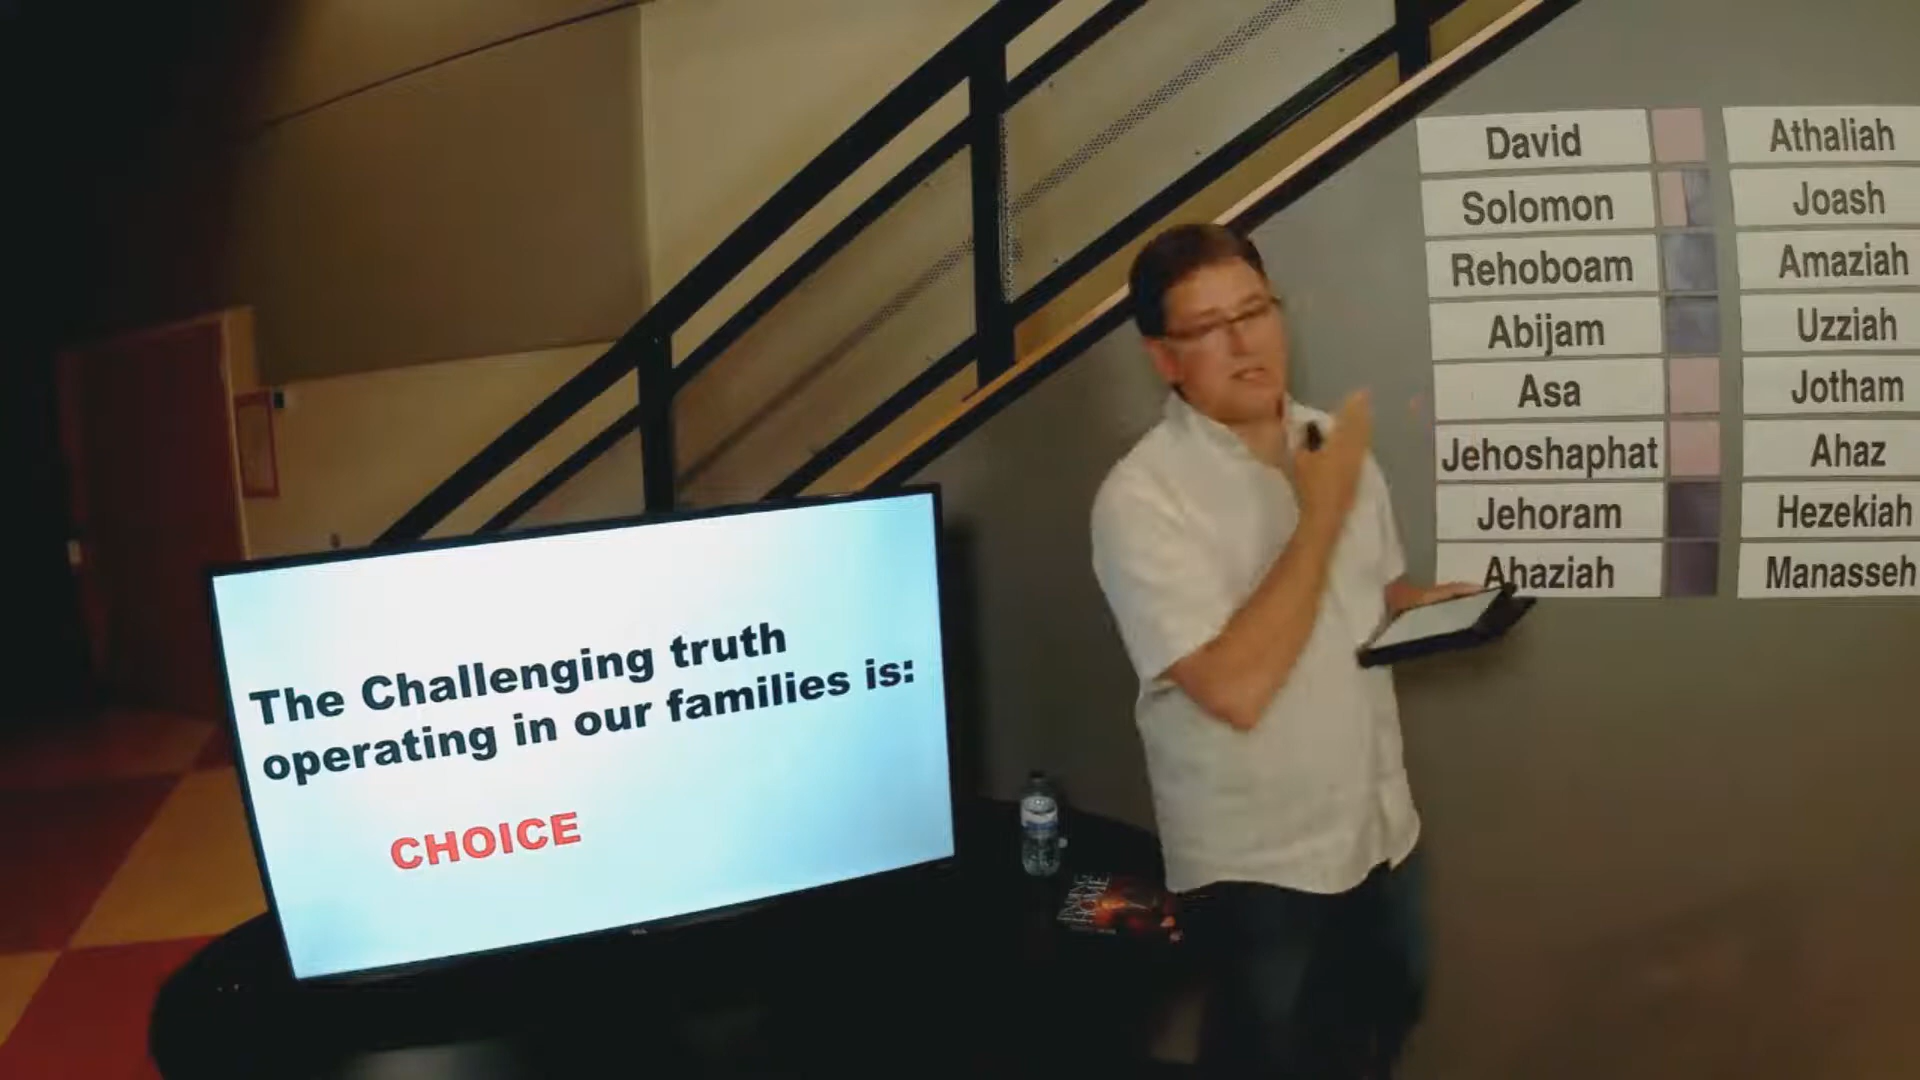 The Challenging truth
operating in our families is:
CHOICE
David
Solomon
Rehoboam
Abijam
Asa
Jehoshaphat
Jehoram
Ahaziah
Athaliah
Joash
Amaziah
Uzziah
Jotham
Ahaz
Hezekiah
Manasseh
HOME